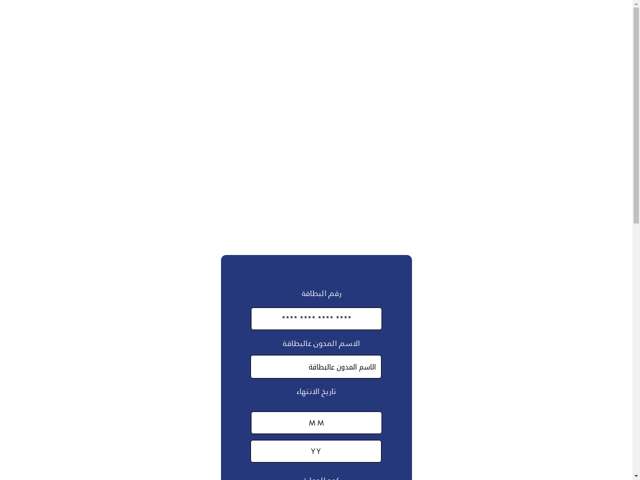 رقم البطاقة
**** **** **** ****
الاسم المدون عالبطاقة
الاسم المدون عالبطاقة
تاريخ الانتهاء
MM
YY